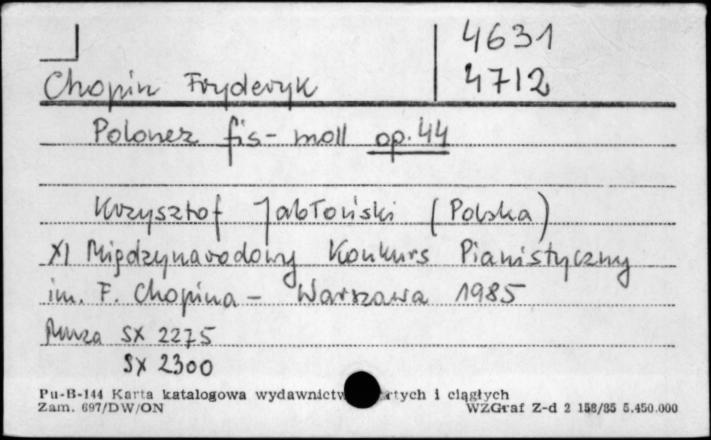 4631
Chopin Fryderyk 4712
Polonez fis-moll op. 44
Krzysztof Jabłoński (Polska)
XI Międzynarodowy Konkurs Pianistyczny
im. F. Chopina – Warszawa 1985
Muza SX 2275
SX 2300
Pu-B-144 Karta katalogowa wydawnictw rtych i ciągłych
Zam. 697/DW/ON WZGraf Z-d 2 158/85 5.450.000